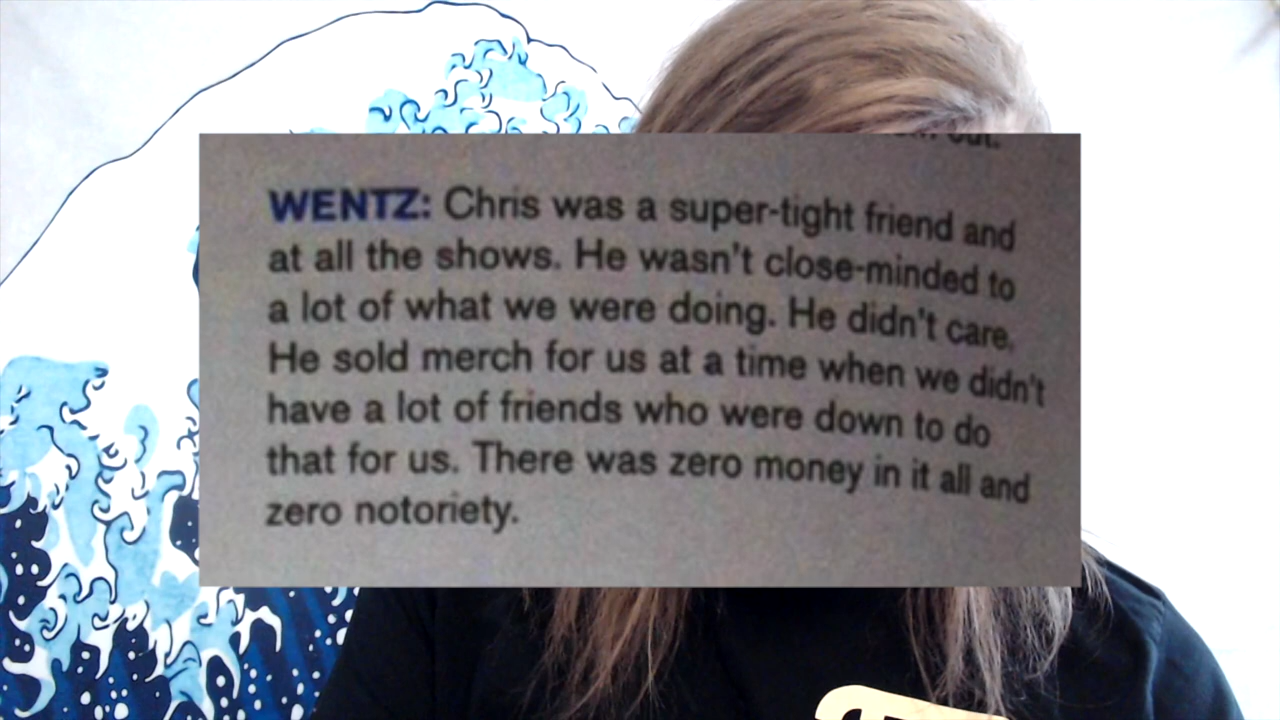 out.
WENTZ: Chris was a super-tight friend and
at all the shows. He wasn't close-minded to
a lot of what we were doing. He didn't care.
He sold merch for us at a time when we didn't
have a lot of friends who were down to do
that for us. There was zero money in it all and
zero notoriety.